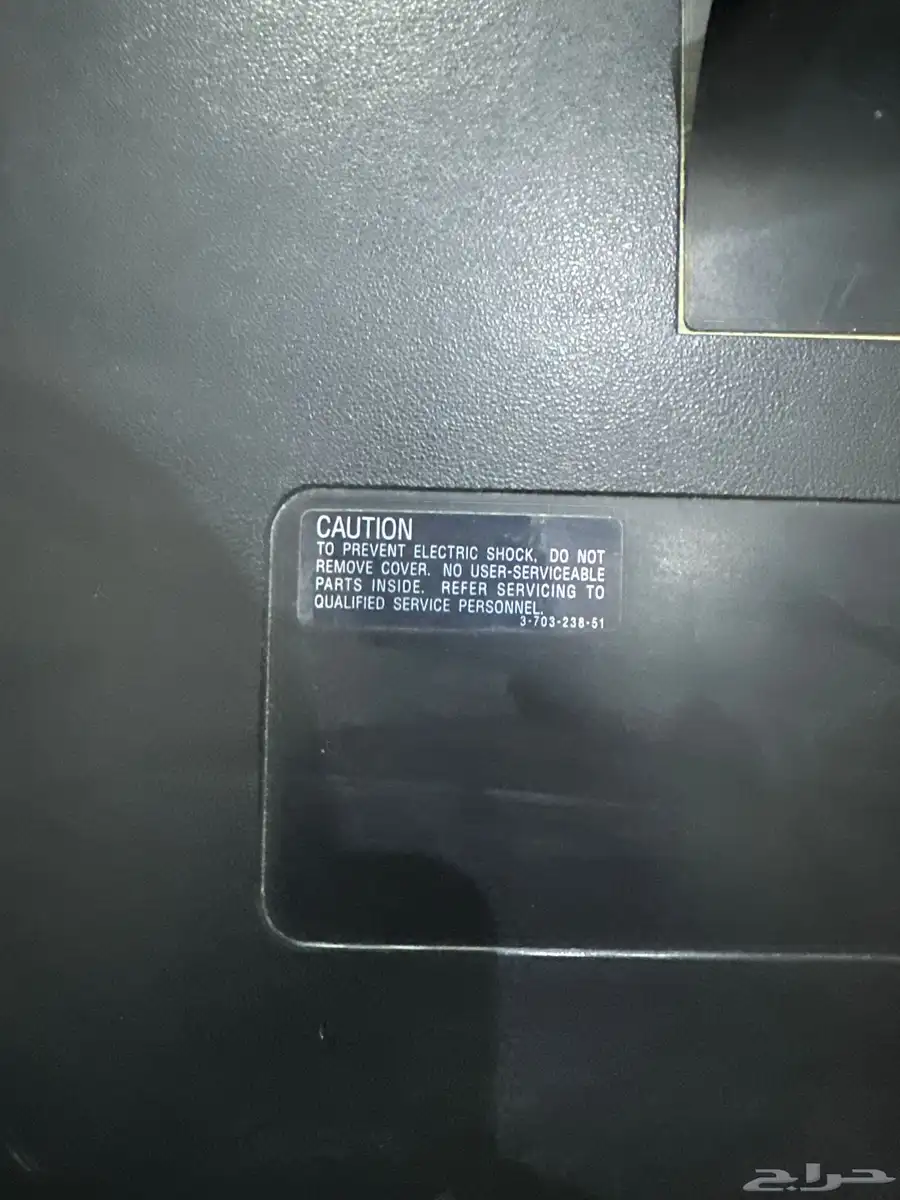 CAUTION
TO PREVENT ELECTRIC SHOCK, DO NOT
REMOVE COVER. NO USER-SERVICEABLE
PARTS INSIDE. REFER SERVICING TO
QUALIFIED SERVICE PERSONNEL.
3-703-238-51
حراج